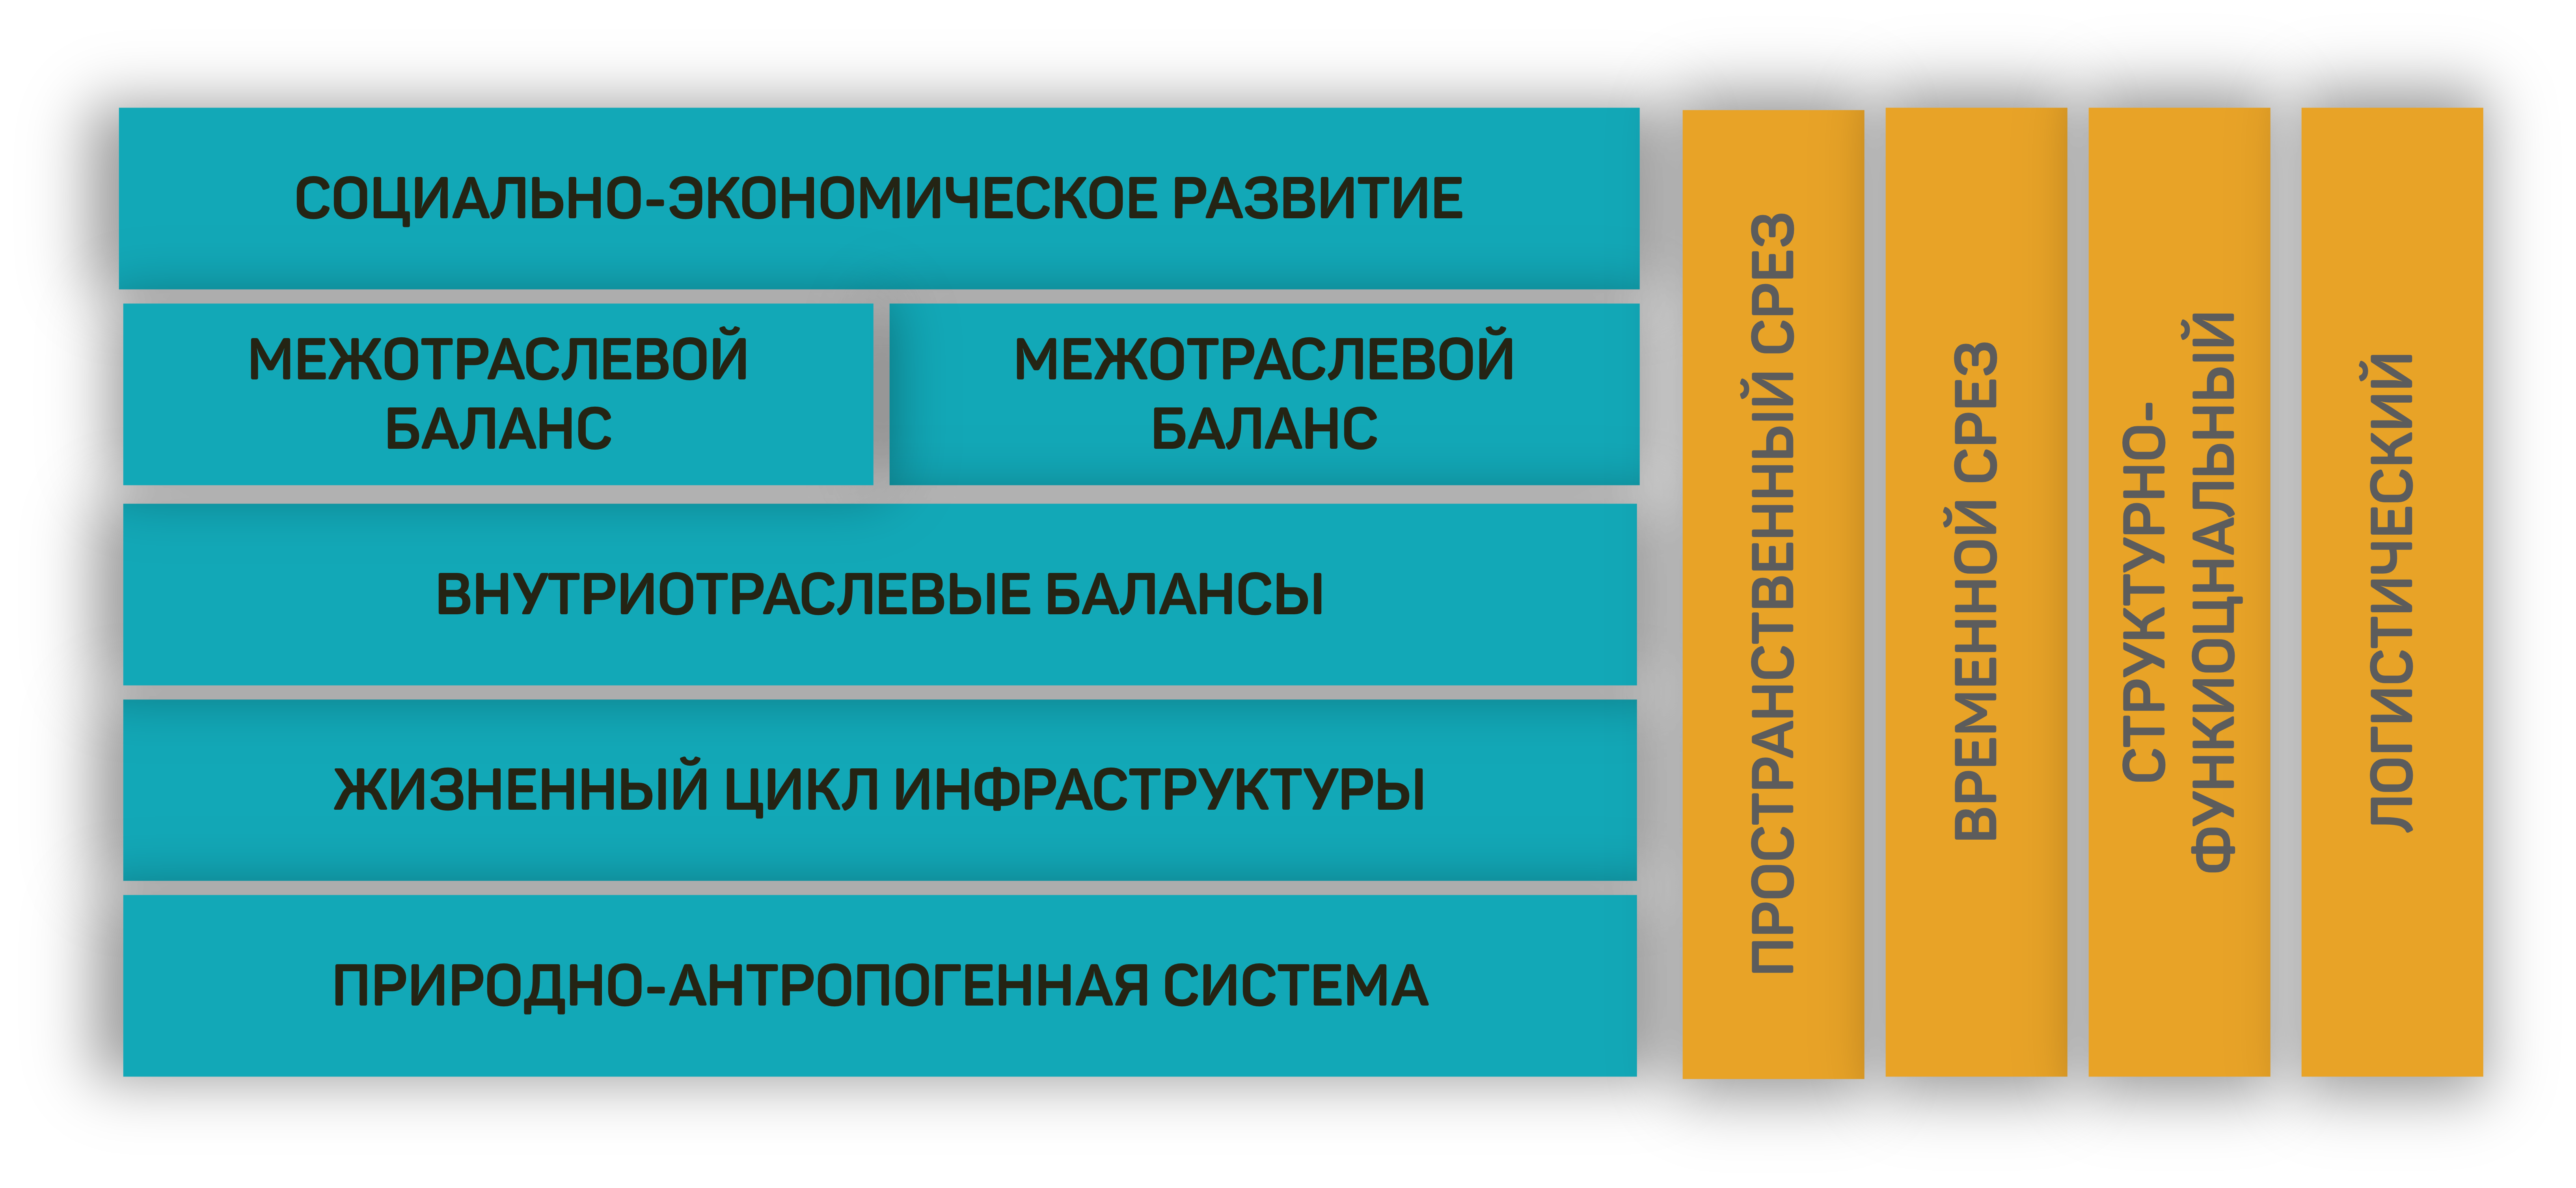 СОЦИАЛЬНО-ЭКОНОМИЧЕСКОЕ РАЗВИТИЕ
МЕЖОТРАСЛЕВОЙ
БАЛАНС
МЕЖОТРАСЛЕВОЙ
БАЛАНС
ВНУТРИОТРАСЛЕВЫЕ БАЛАНСЫ
ЖИЗНЕННЫЙ ЦИКЛ ИНФРАСТРУКТУРЫ
ПРИРОДНО-АНТРОПОГЕННАЯ СИСТЕМА
ПРОСТРАНСТВЕННЫЙ СРЕЗ
ВРЕМЕННОЙ СРЕЗ
СТРУКТУРНО-
ФУНКИОЦНАЛЬНЫЙ
ЛОГИСТИЧЕСКИЙ